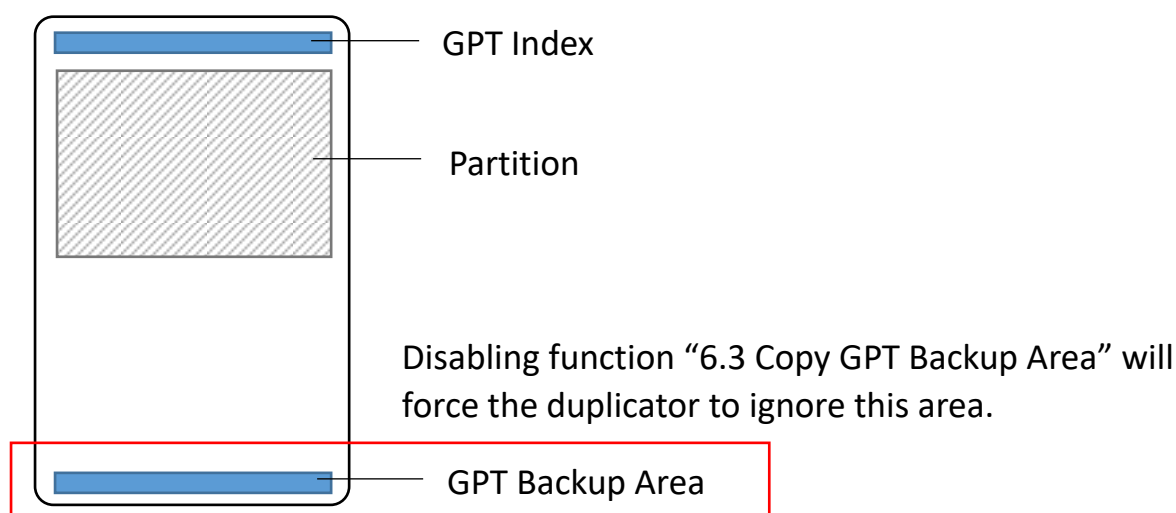 GPT Index
Partition
Disabling function “6.3 Copy GPT Backup Area” will
force the duplicator to ignore this area.
GPT Backup Area